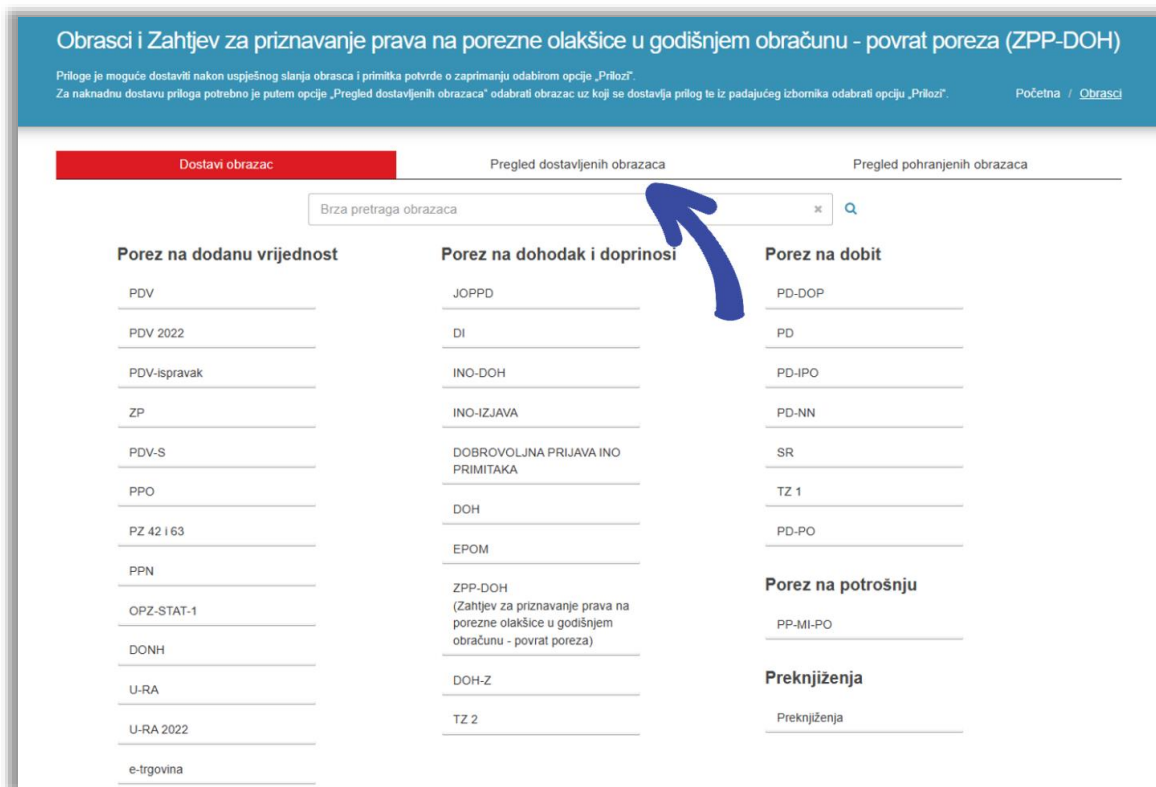 Obrasci i Zahtjev za priznavanje prava na porezne olakšice u godišnjem obračunu - povrat poreza (ZPP-DOH)
Priloge je moguće dostaviti nakon uspješnog slanja obrasca i primitka potvrde o zaprimanju odabirom opcije „Prilozi“.
Za naknadnu dostavu priloga potrebno je putem opcije „Pregled dostavljenih obrazaca“ odabrati obrazac uz koji se dostavlja prilog te iz padajućeg izbornika odabrati opciju „Prilozi“.
Početna / Obrasci
Dostavi obrazac
Pregled dostavljenih obrazaca
Pregled pohranjenih obrazaca
Brza pretraga obrazaca
Porez na dodanu vrijednost
PDV
PDV 2022
PDV-ispravak
ZP
PDV-S
PPO
PZ 42 i 63
PPN
OPZ-STAT-1
DONH
U-RA
U-RA 2022
e-trgovina
Porez na dohodak i doprinosi
JOPPD
DI
INO-DOH
INO-IZJAVA
DOBROVOLJNA PRIJAVA INO
PRIMITAKA
DOH
EPOM
ZPP-DOH
(Zahtjev za priznavanje prava na
porezne olakšice u godišnjem
obračunu - povrat poreza)
DOH-Z
TZ 2
Porez na dobit
PD-DOP
PD
PD-IPO
PD-NN
SR
TZ 1
PD-PO
Porez na potrošnju
PP-MI-PO
Preknjiženja
Preknjiženja